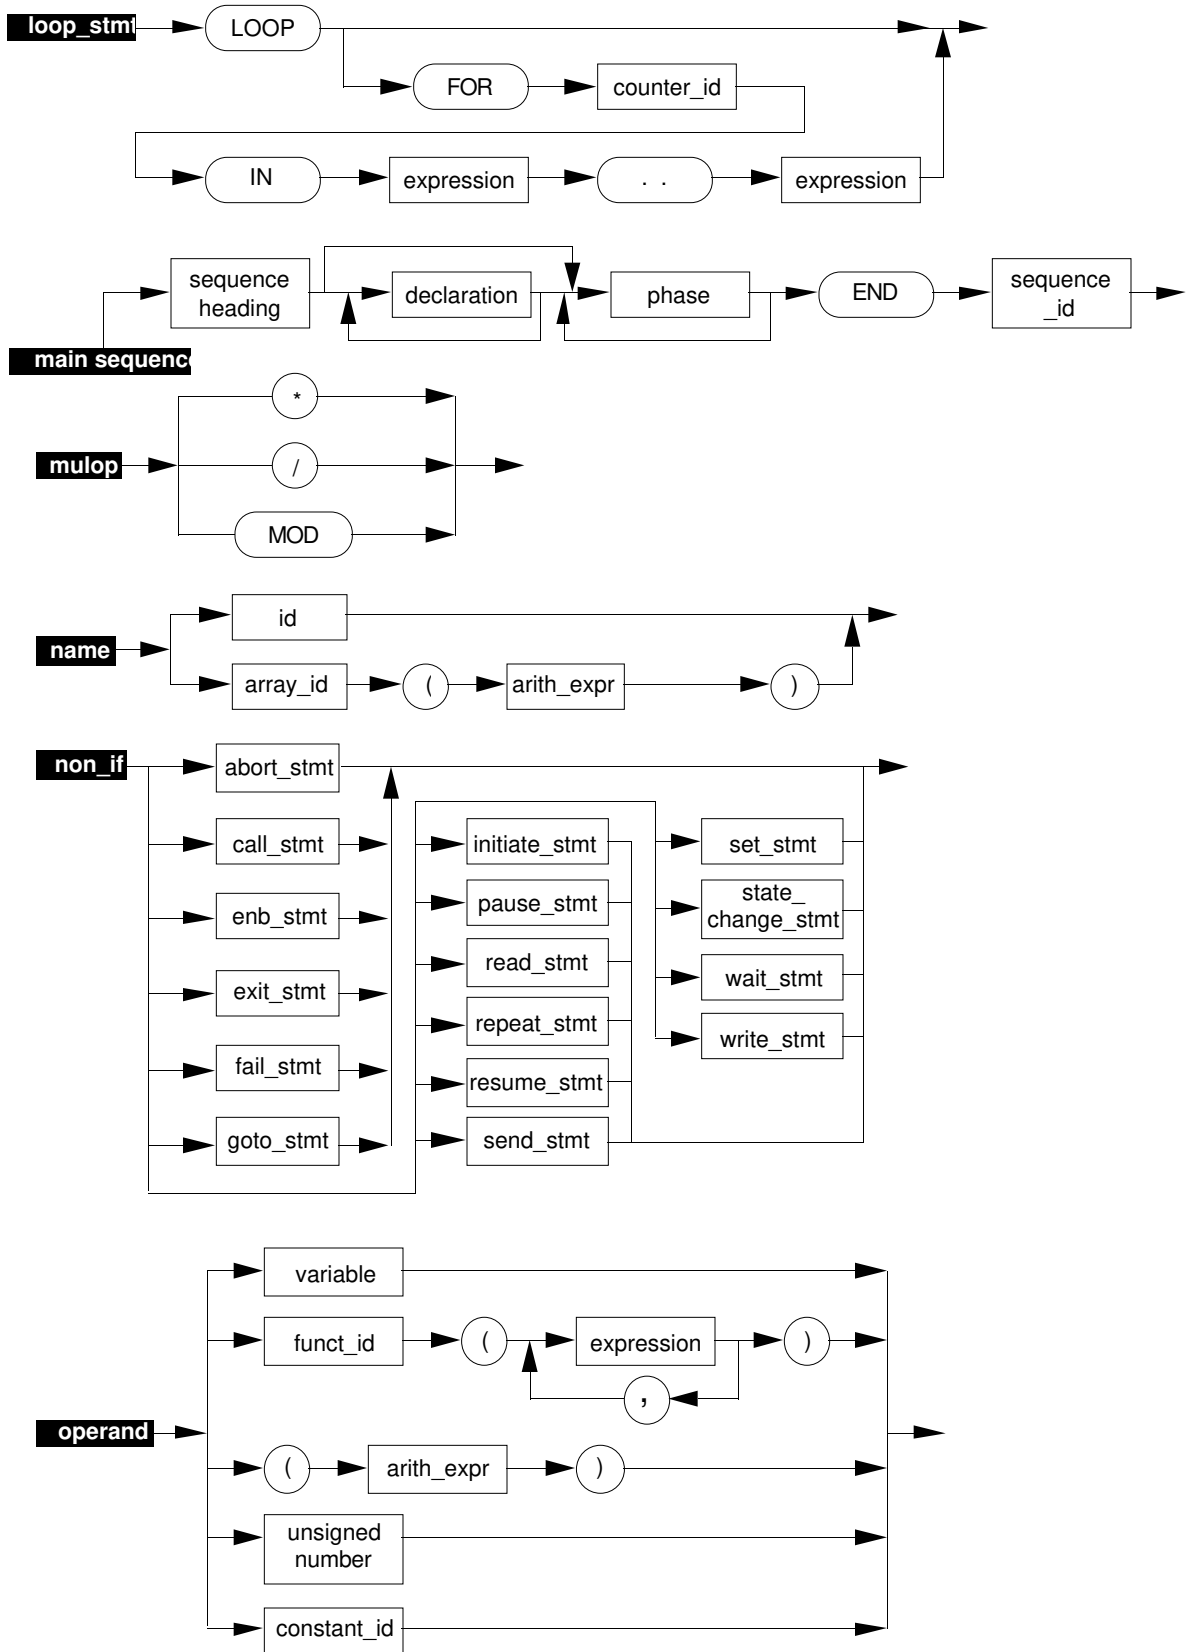 loop_stmt
LOOP
FOR
counter_id
IN
expression
. .
expression
sequence
heading
declaration
phase
END
sequence
_id
main sequence
*
mulop
/
MOD
id
name
array_id
(
arith_expr
)
non_if
abort_stmt
call_stmt
initiate_stmt
set_stmt
enb_stmt
pause_stmt
state_
change_stmt
exit_stmt
read_stmt
wait_stmt
repeat_stmt
write_stmt
fail_stmt
resume_stmt
goto_stmt
send_stmt
variable
funct_id
(
expression
)
,
operand
(
arith_expr
)
unsigned
number
constant_id